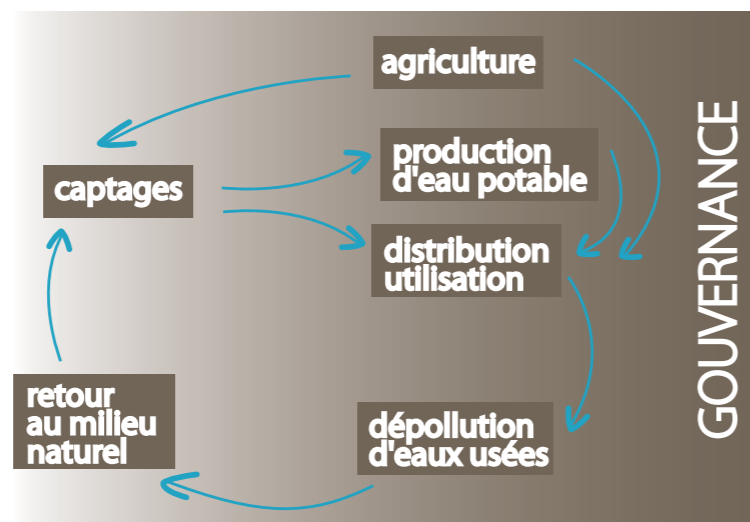 agriculture
production
d'eau potable
captages
distribution
utilisation
retour
au milieu
naturel
dépollution
d'eaux usées
GOUVERNANCE